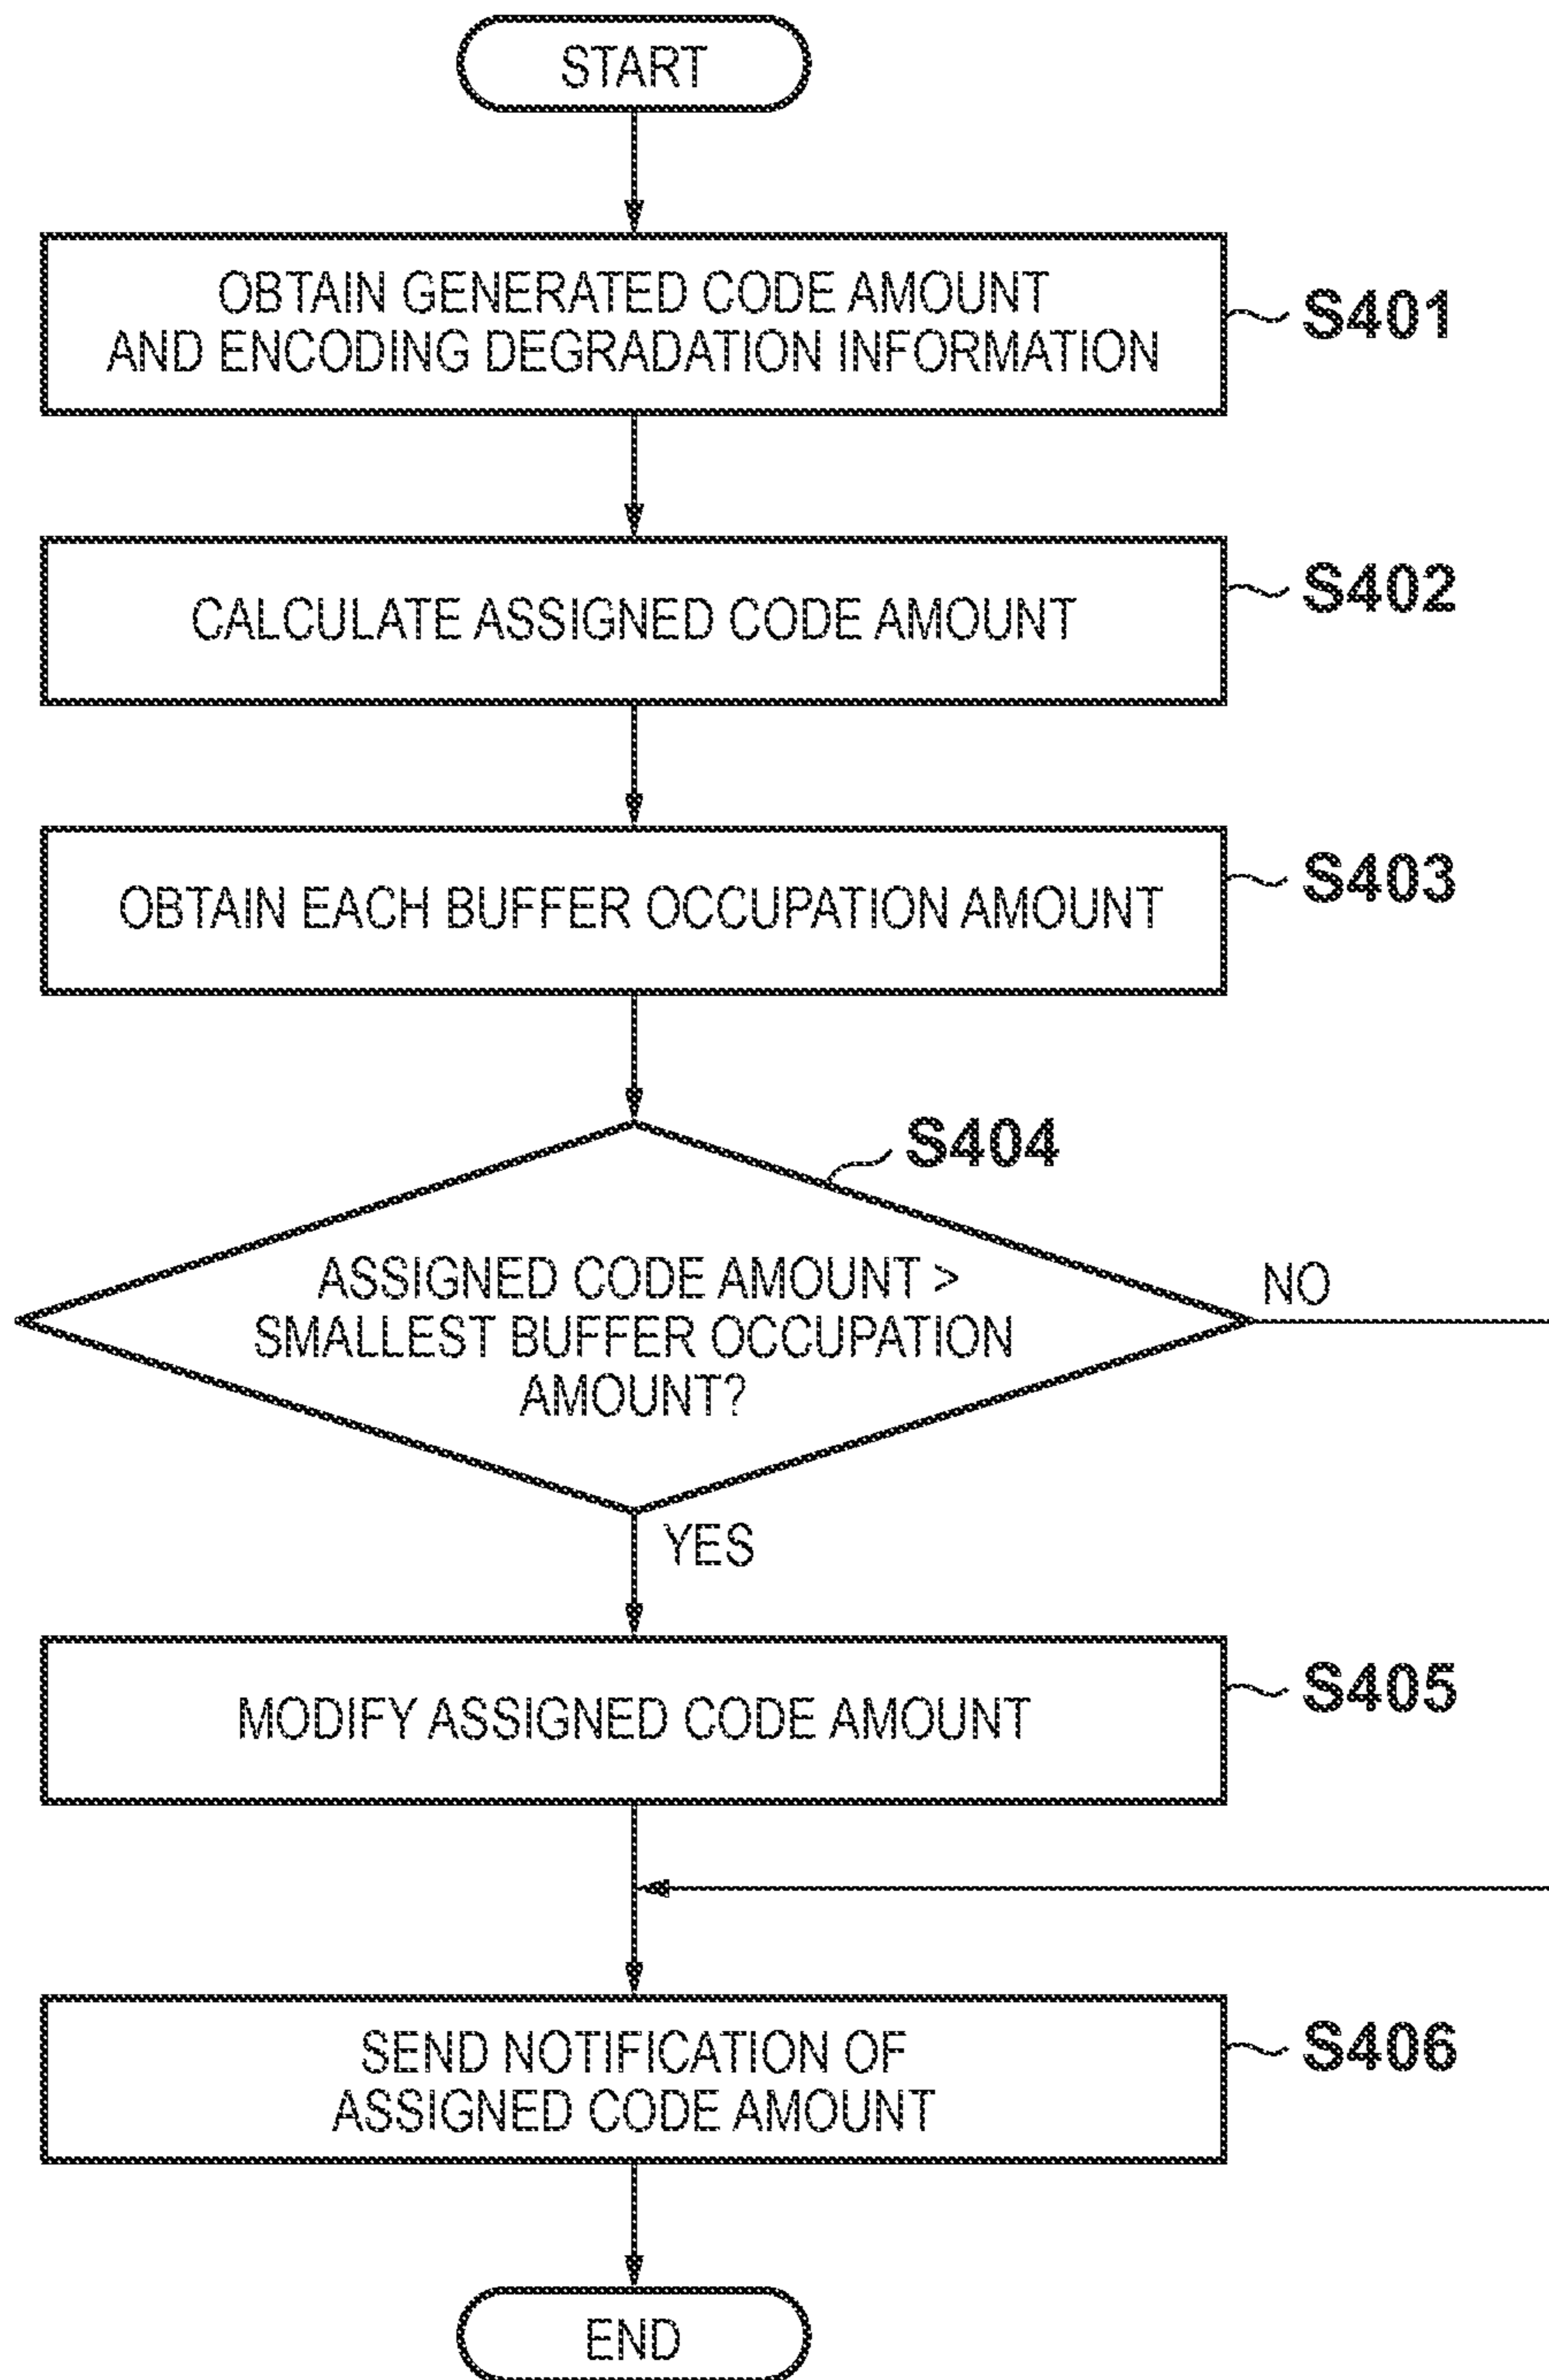 START
OBTAIN GENERATED CODE AMOUNT
AND ENCODING DEGRADATION INFORMATION
S401
CALCULATE ASSIGNED CODE AMOUNT
S402
OBTAIN EACH BUFFER OCCUPATION AMOUNT
S403
S404
ASSIGNED CODE AMOUNT >
SMALLEST BUFFER OCCUPATION
AMOUNT?
NO
YES
MODIFY ASSIGNED CODE AMOUNT
S405
SEND NOTIFICATION OF
ASSIGNED CODE AMOUNT
S406
END